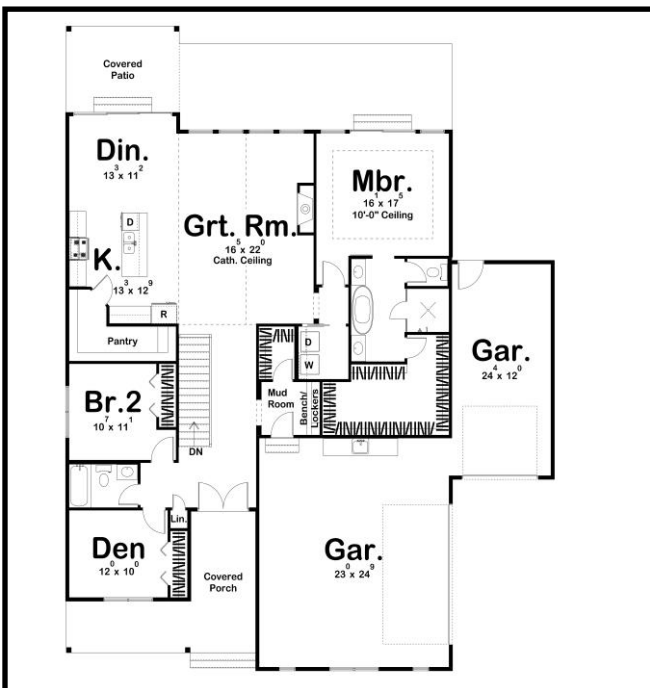 Covered
Patio
Din.
13³ x 11²
Mbr.
16¹ x 17⁵
10'-0" Ceiling
Grt. Rm.
16⁵ x 22⁰
Cath. Ceiling
D
K.
13³ x 12⁹
R
Pantry
D
W
Gar.
24⁴ x 12⁰
Br.2
10⁷ x 11¹
Mud
Room
Bench/
Lockers
DN
Lin.
Den
12⁰ x 10⁰
Covered
Porch
Gar.
23⁰ x 24⁹